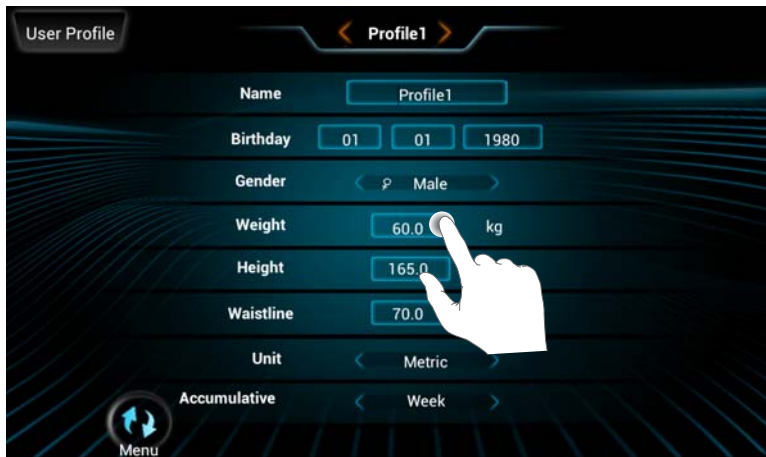 User Profile
Profile1
Name Profile1
Birthday 01 01 1980
Gender Male
Weight 60.0 kg
Height 165.0
Waistline 70.0
Unit Metric
Accumulative Week
Menu